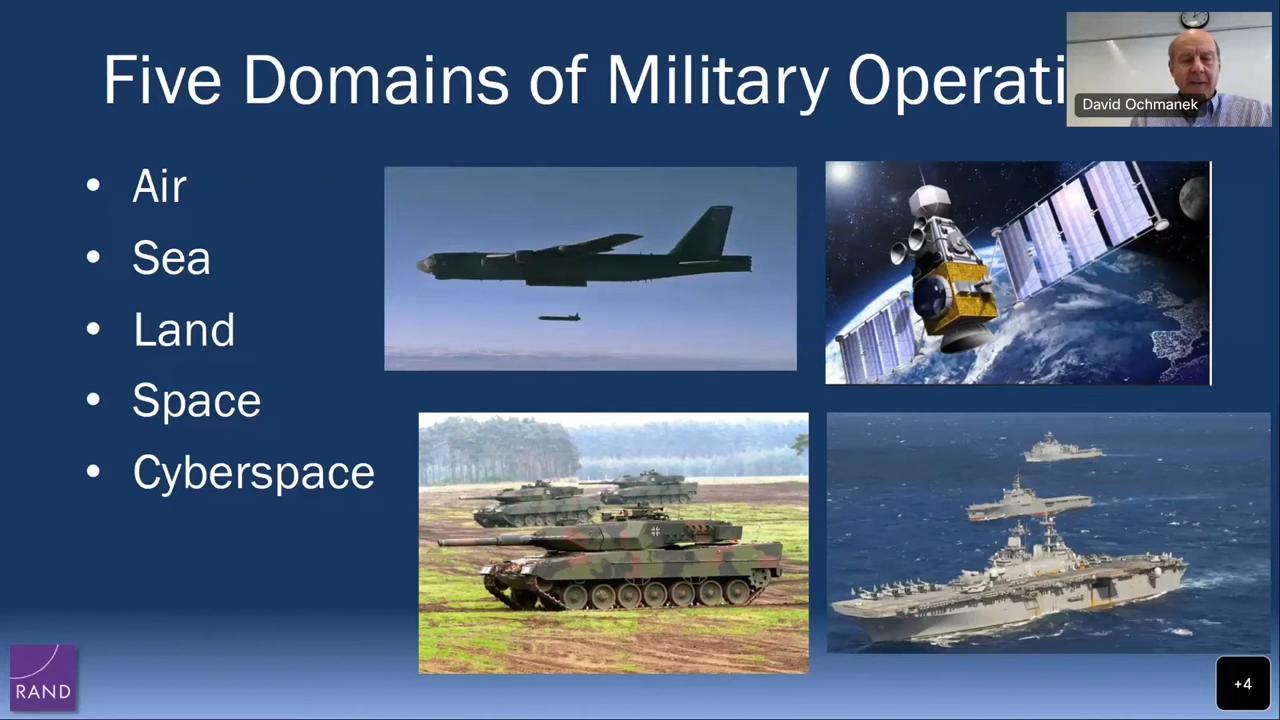 Five Domains of Military Operati
David Ochmanek
• Air
• Sea
• Land
• Space
• Cyberspace
RAND
+4